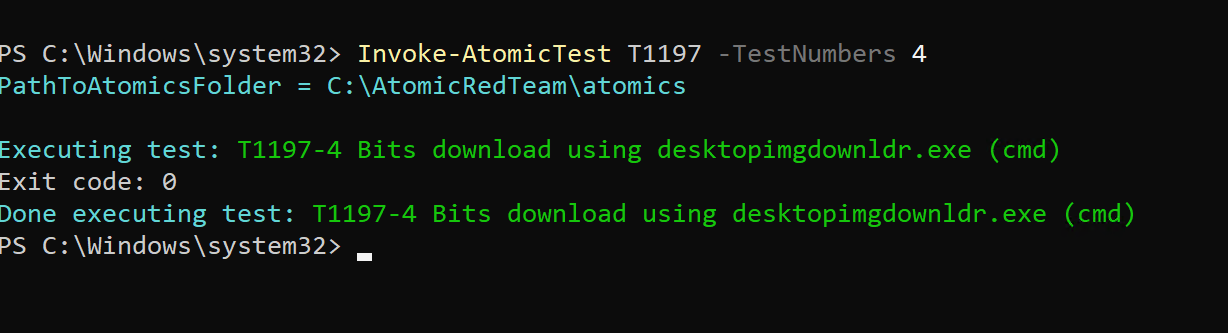 PS C:\Windows\system32> Invoke-AtomicTest T1197 -TestNumbers 4
PathToAtomicsFolder = C:\AtomicRedTeam\atomics
Executing test: T1197-4 Bits download using desktopimgdownldr.exe (cmd)
Exit code: 0
Done executing test: T1197-4 Bits download using desktopimgdownldr.exe (cmd)
PS C:\Windows\system32>